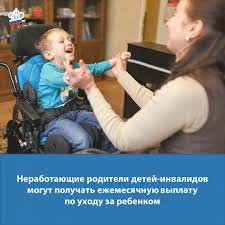 Неработающие родители детей-инвалидов
могут получать ежемесячную выплату
по уходу за ребенком